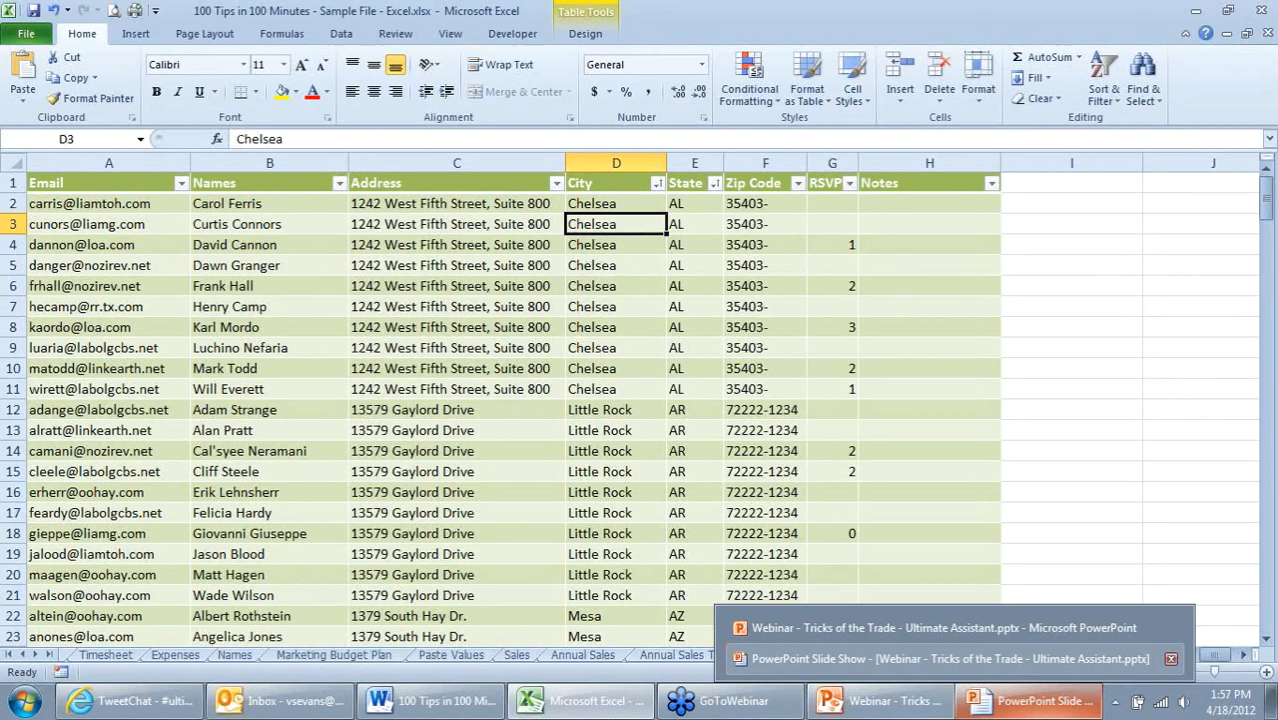 100 Tips in 100 Minutes - Sample File - Excel.xlsx - Microsoft Excel
Table Tools
File Home Insert Page Layout Formulas Data Review View Developer Design
Cut
Copy
Format Painter
Paste
Clipboard
Calibri 11
Font
Wrap Text
Merge & Center
Alignment
General
Number
Conditional Formatting
Format as Table
Cell Styles
Styles
Insert Delete Format
Cells
AutoSum
Fill
Clear
Sort & Filter
Find & Select
Editing
D3 fx Chelsea
A B C D E F G H I J
1 Email Names Address City State Zip Code RSVP Notes
2 carris@liamtoh.com Carol Ferris 1242 West Fifth Street, Suite 800 Chelsea AL 35403-
3 cunors@liamg.com Curtis Connors 1242 West Fifth Street, Suite 800 Chelsea AL 35403-
4 dannon@loa.com David Cannon 1242 West Fifth Street, Suite 800 Chelsea AL 35403- 1
5 danger@nozirev.net Dawn Granger 1242 West Fifth Street, Suite 800 Chelsea AL 35403-
6 frhall@nozirev.net Frank Hall 1242 West Fifth Street, Suite 800 Chelsea AL 35403- 2
7 hecamp@rr.tx.com Henry Camp 1242 West Fifth Street, Suite 800 Chelsea AL 35403-
8 kaordo@loa.com Karl Mordo 1242 West Fifth Street, Suite 800 Chelsea AL 35403- 3
9 luaria@labolgcbs.net Luchino Nefaria 1242 West Fifth Street, Suite 800 Chelsea AL 35403-
10 matodd@linkearth.net Mark Todd 1242 West Fifth Street, Suite 800 Chelsea AL 35403- 2
11 wirett@labolgcbs.net Will Everett 1242 West Fifth Street, Suite 800 Chelsea AL 35403- 1
12 adange@labolgcbs.net Adam Strange 13579 Gaylord Drive Little Rock AR 72222-1234
13 alratt@linkearth.net Alan Pratt 13579 Gaylord Drive Little Rock AR 72222-1234
14 camani@nozirev.net Cal'syee Neramani 13579 Gaylord Drive Little Rock AR 72222-1234 2
15 cleele@labolgcbs.net Cliff Steele 13579 Gaylord Drive Little Rock AR 72222-1234 2
16 erherr@oohay.com Erik Lehnsherr 13579 Gaylord Drive Little Rock AR 72222-1234
17 feardy@labolgcbs.net Felicia Hardy 13579 Gaylord Drive Little Rock AR 72222-1234
18 gieppe@liamg.com Giovanni Giuseppe 13579 Gaylord Drive Little Rock AR 72222-1234 0
19 jalood@liamtoh.com Jason Blood 13579 Gaylord Drive Little Rock AR 72222-1234
20 maagen@oohay.com Matt Hagen 13579 Gaylord Drive Little Rock AR 72222-1234
21 walson@oohay.com Wade Wilson 13579 Gaylord Drive Little Rock AR 72222-1234
22 altein@oohay.com Albert Rothstein 1379 South Hay Dr. Mesa AZ
23 anones@loa.com Angelica Jones 1379 South Hay Dr. Mesa AZ
Webinar - Tricks of the Trade - Ultimate Assistant.pptx - Microsoft PowerPoint
PowerPoint Slide Show - [Webinar - Tricks of the Trade - Ultimate Assistant.pptx]
Timesheet Expenses Names Marketing Budget Plan Paste Values Sales Annual Sales Annual Sales T
Ready
TweetChat - #ulti... Inbox - vsevans@... 100 Tips in 100 Min... Microsoft Excel - ... GoToWebinar Webinar - Tricks ... PowerPoint Slide ... 1:57 PM
4/18/2012